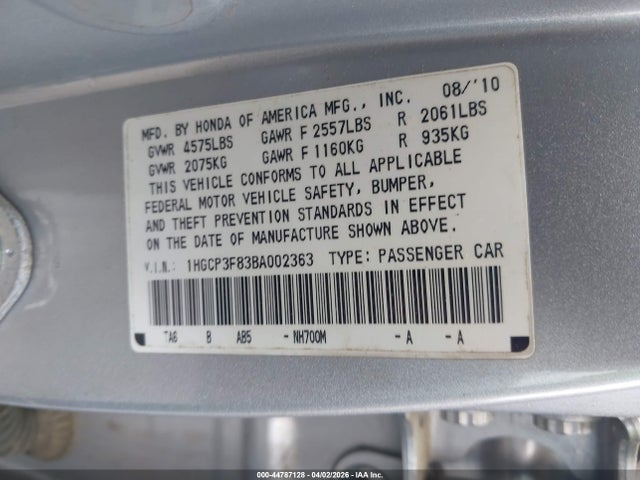 MFD. BY HONDA OF AMERICA MFG., INC. 08/'10
GVWR 4575LBS GAWR F 2557LBS R 2061LBS
GVWR 2075KG GAWR F 1160KG R 935KG
THIS VEHICLE CONFORMS TO ALL APPLICABLE
FEDERAL MOTOR VEHICLE SAFETY, BUMPER,
AND THEFT PREVENTION STANDARDS IN EFFECT
ON THE DATE OF MANUFACTURE SHOWN ABOVE.
V.I.N.: 1HGCP3F83BA002363 TYPE: PASSENGER CAR
TA6 B AB5 -NH700M -A -A
00-44787128 - 04/02/2026 - IAA Inc.